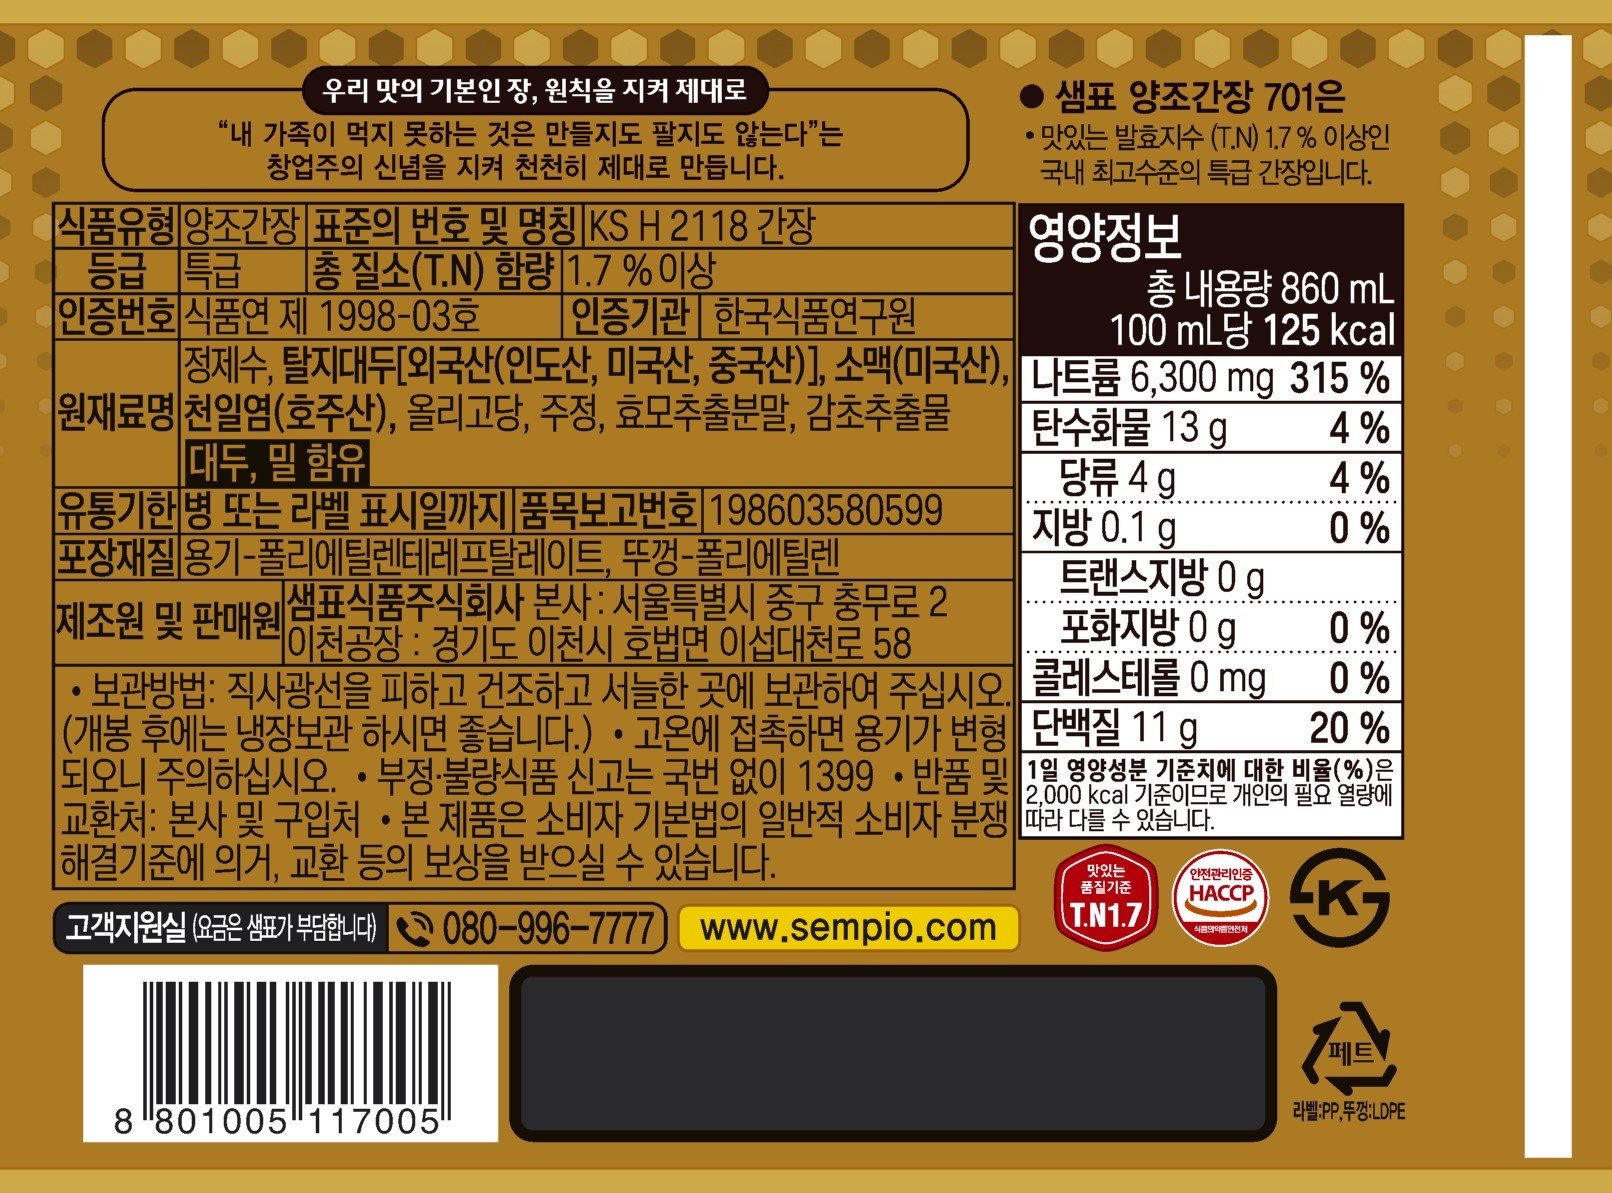 우리 맛의 기본인 장, 원칙을 지켜 제대로
“내 가족이 먹지 못하는 것은 만들지도 팔지도 않는다”는
창업주의 신념을 지켜 천천히 제대로 만듭니다.
● 샘표 양조간장 701은
• 맛있는 발효지수 (T.N) 1.7 % 이상인
국내 최고수준의 특급 간장입니다.
식품유형 양조간장 표준의 번호 및 명칭 KS H 2118 간장
등급 특급 총 질소(T.N) 함량 1.7 % 이상
인증번호 식품연 제 1998-03호 인증기관 한국식품연구원
원재료명 정제수, 탈지대두[외국산(인도산, 미국산, 중국산)], 소맥(미국산),
천일염(호주산), 올리고당, 주정, 효모추출분말, 감초추출물
대두, 밀 함유
유통기한 병 또는 라벨 표시일까지 품목보고번호 198603580599
포장재질 용기-폴리에틸렌테레프탈레이트, 뚜껑-폴리에틸렌
제조원 및 판매원 샘표식품주식회사 본사 : 서울특별시 중구 충무로 2
이천공장 : 경기도 이천시 호법면 이섭대천로 58
• 보관방법: 직사광선을 피하고 건조하고 서늘한 곳에 보관하여 주십시오.
(개봉 후에는 냉장보관 하시면 좋습니다.) • 고온에 접촉하면 용기가 변형
되오니 주의하십시오. • 부정·불량식품 신고는 국번 없이 1399 • 반품 및
교환처: 본사 및 구입처 • 본 제품은 소비자 기본법의 일반적 소비자 분쟁
해결기준에 의거, 교환 등의 보상을 받으실 수 있습니다.
고객지원실 (요금은 샘표가 부담합니다) 080-996-7777
www.sempio.com
영양정보
총 내용량 860 mL
100 mL당 125 kcal
나트륨 6,300 mg 315 %
탄수화물 13 g 4 %
당류 4 g 4 %
지방 0.1 g 0 %
트랜스지방 0 g
포화지방 0 g 0 %
콜레스테롤 0 mg 0 %
단백질 11 g 20 %
1일 영양성분 기준치에 대한 비율(%)은
2,000 kcal 기준이므로 개인의 필요 열량에
따라 다를 수 있습니다.
맛있는
품질기준
T.N1.7
안전관리인증
HACCP
식품의약품안전처
K
8 801005 117005
페트
라벨:PP,뚜껑:LDPE